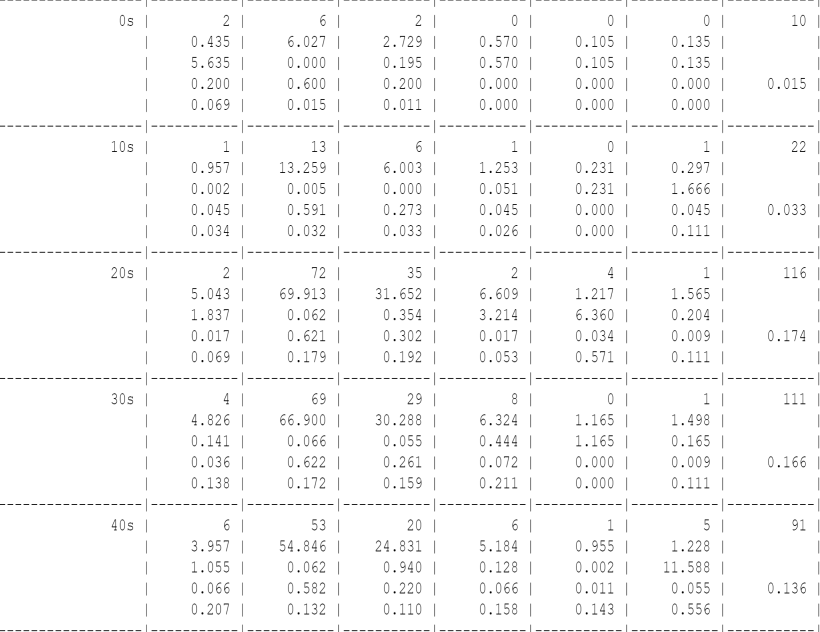 -----------------|-----------|-----------|-----------|-----------|-----------|-----------|-----------|
0s | 2 | 6 | 2 | 0 | 0 | 0 | 10 |
| 0.435 | 6.027 | 2.729 | 0.570 | 0.105 | 0.135 | |
| 5.635 | 0.000 | 0.195 | 0.570 | 0.105 | 0.135 | |
| 0.200 | 0.600 | 0.200 | 0.000 | 0.000 | 0.000 | 0.015 |
| 0.069 | 0.015 | 0.011 | 0.000 | 0.000 | 0.000 | |
-----------------|-----------|-----------|-----------|-----------|-----------|-----------|-----------|
10s | 1 | 13 | 6 | 1 | 0 | 1 | 22 |
| 0.957 | 13.259 | 6.003 | 1.253 | 0.231 | 0.297 | |
| 0.002 | 0.005 | 0.000 | 0.051 | 0.231 | 1.666 | |
| 0.045 | 0.591 | 0.273 | 0.045 | 0.000 | 0.045 | 0.033 |
| 0.034 | 0.032 | 0.033 | 0.026 | 0.000 | 0.111 | |
-----------------|-----------|-----------|-----------|-----------|-----------|-----------|-----------|
20s | 2 | 72 | 35 | 2 | 4 | 1 | 116 |
| 5.043 | 69.913 | 31.652 | 6.609 | 1.217 | 1.565 | |
| 1.837 | 0.062 | 0.354 | 3.214 | 6.360 | 0.204 | |
| 0.017 | 0.621 | 0.302 | 0.017 | 0.034 | 0.009 | 0.174 |
| 0.069 | 0.179 | 0.192 | 0.053 | 0.571 | 0.111 | |
-----------------|-----------|-----------|-----------|-----------|-----------|-----------|-----------|
30s | 4 | 69 | 29 | 8 | 0 | 1 | 111 |
| 4.826 | 66.900 | 30.288 | 6.324 | 1.165 | 1.498 | |
| 0.141 | 0.066 | 0.055 | 0.444 | 1.165 | 0.165 | |
| 0.036 | 0.622 | 0.261 | 0.072 | 0.000 | 0.009 | 0.166 |
| 0.138 | 0.172 | 0.159 | 0.211 | 0.000 | 0.111 | |
-----------------|-----------|-----------|-----------|-----------|-----------|-----------|-----------|
40s | 6 | 53 | 20 | 6 | 1 | 5 | 91 |
| 3.957 | 54.846 | 24.831 | 5.184 | 0.955 | 1.228 | |
| 1.055 | 0.062 | 0.940 | 0.128 | 0.002 | 11.588 | |
| 0.066 | 0.582 | 0.220 | 0.066 | 0.011 | 0.055 | 0.136 |
| 0.207 | 0.132 | 0.110 | 0.158 | 0.143 | 0.556 | |
-----------------|-----------|-----------|-----------|-----------|-----------|-----------|-----------|